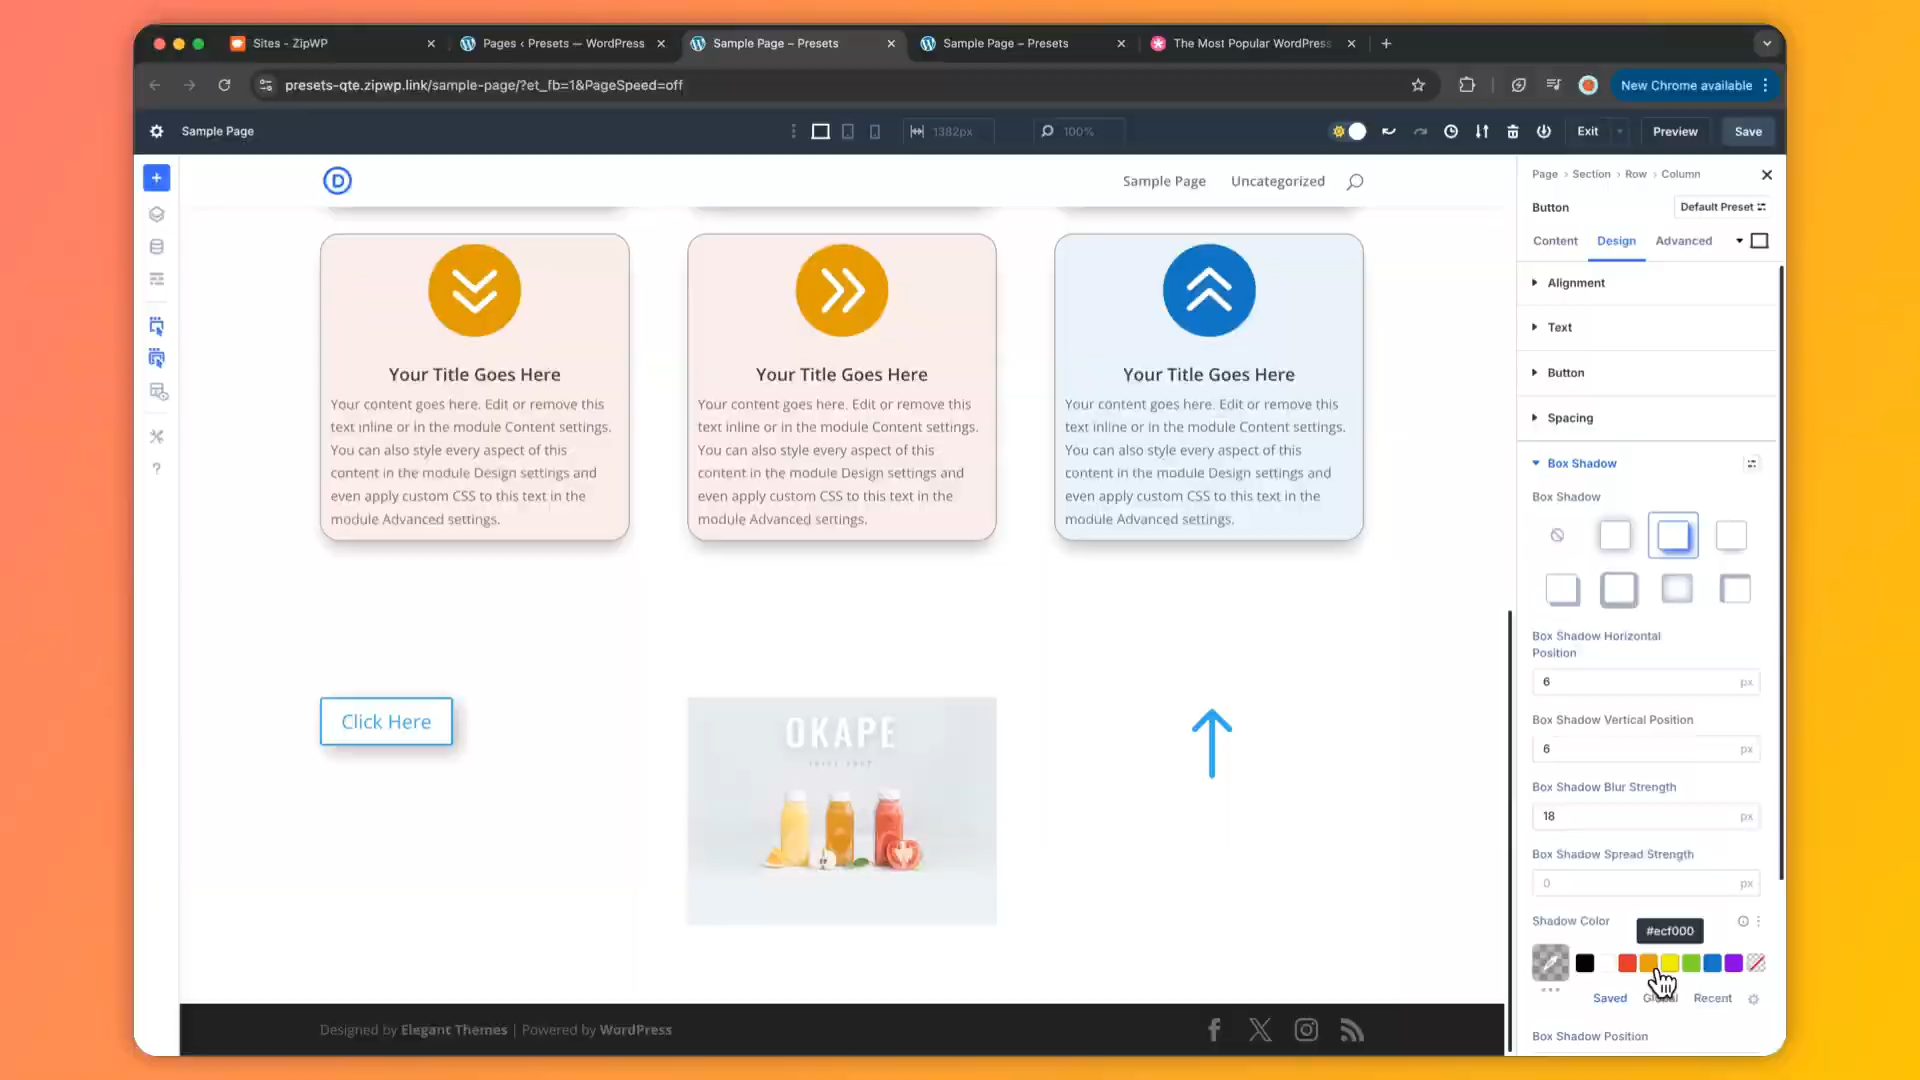 Sites - ZipWP
Pages ‹ Presets — WordPress
Sample Page – Presets
Sample Page – Presets
The Most Popular WordPress
presets-qte.zipwp.link/sample-page/?et_fb=1&PageSpeed=off
New Chrome available
Sample Page
1382px
100%
Exit
Preview
Save
D
Sample Page
Uncategorized
Page › Section › Row › Column
Button
Default Preset
Content
Design
Advanced
Alignment
Text
Button
Spacing
Box Shadow
Box Shadow
Box Shadow Horizontal
Position
6
px
Box Shadow Vertical Position
6
px
Box Shadow Blur Strength
18
px
Box Shadow Spread Strength
0
px
Shadow Color
#ecf000
Saved
Global
Recent
Box Shadow Position
Your Title Goes Here
Your content goes here. Edit or remove this
text inline or in the module Content settings.
You can also style every aspect of this
content in the module Design settings and
even apply custom CSS to this text in the
module Advanced settings.
Your Title Goes Here
Your content goes here. Edit or remove this
text inline or in the module Content settings.
You can also style every aspect of this
content in the module Design settings and
even apply custom CSS to this text in the
module Advanced settings.
Your Title Goes Here
Your content goes here. Edit or remove this
text inline or in the module Content settings.
You can also style every aspect of this
content in the module Design settings and
even apply custom CSS to this text in the
module Advanced settings.
Click Here
OKAPE
Designed by Elegant Themes | Powered by WordPress